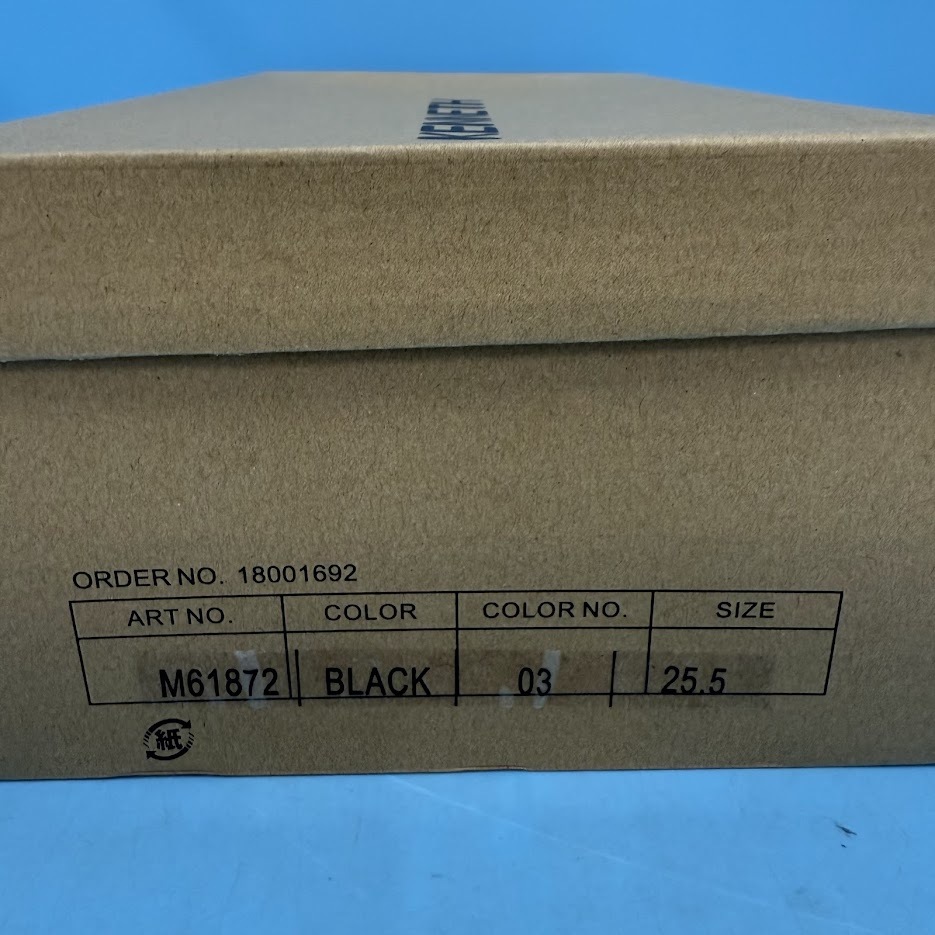 ORDER NO. 18001692
ART NO. COLOR COLOR NO. SIZE
M61872 BLACK 03 25.5
紙